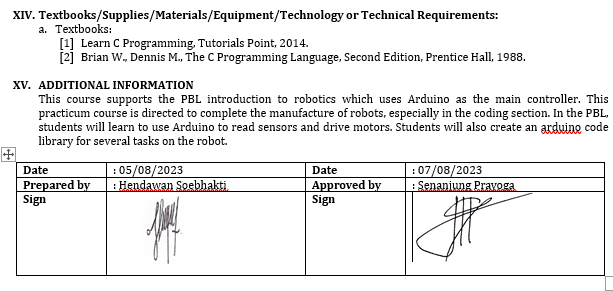 XIV. Textbooks/Supplies/Materials/Equipment/Technology or Technical Requirements:
a. Textbooks:
[1] Learn C Programming, Tutorials Point, 2014.
[2] Brian W., Dennis M., The C Programming Language, Second Edition, Prentice Hall, 1988.
XV. ADDITIONAL INFORMATION
This course supports the PBL introduction to robotics which uses Arduino as the main controller. This
practicum course is directed to complete the manufacture of robots, especially in the coding section. In the PBL,
students will learn to use Arduino to read sensors and drive motors. Students will also create an arduino code
library for several tasks on the robot.
Date : 05/08/2023 Date : 07/08/2023
Prepared by : Hendawan Soebhakti Approved by : Senanjung Prayoga
Sign Sign